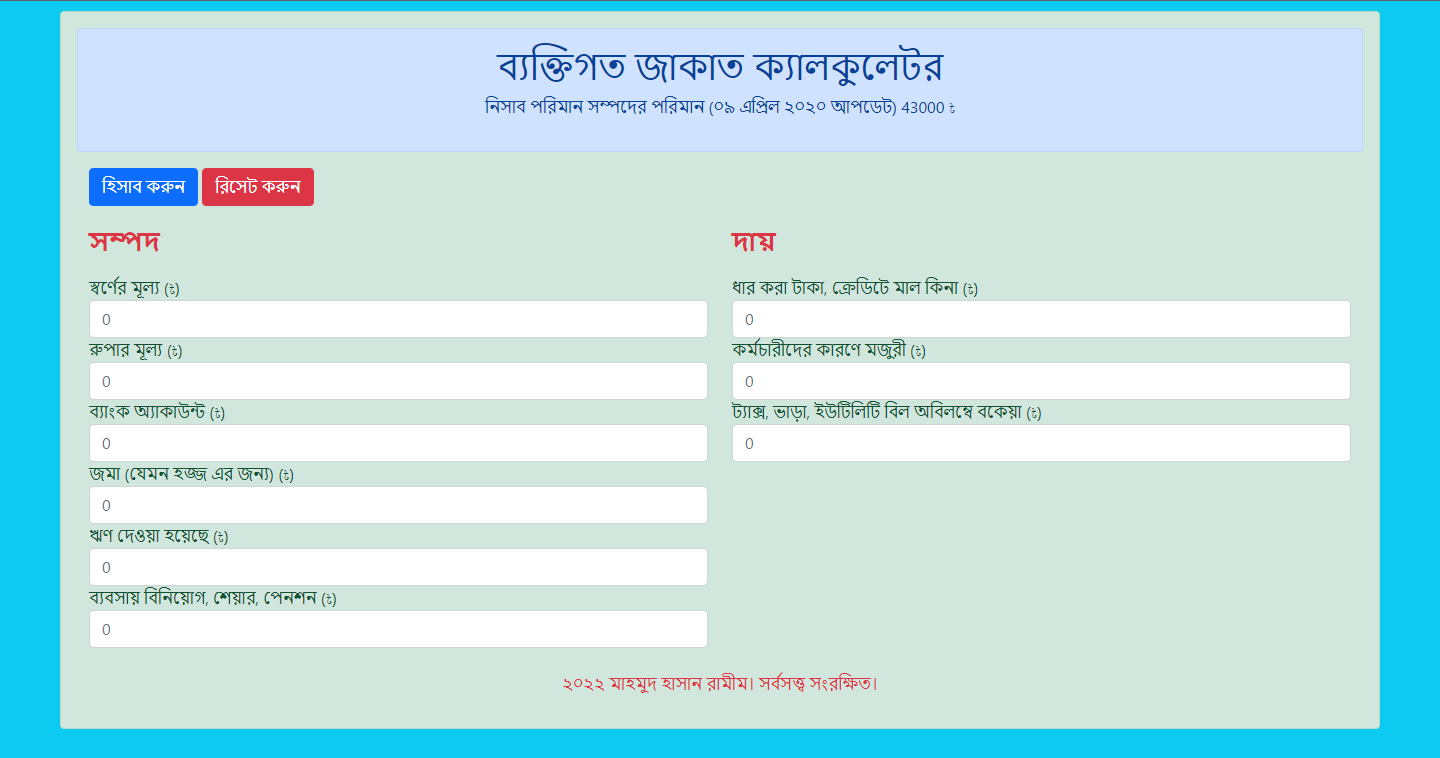 ব্যক্তিগত জাকাত ক্যালকুলেটর
নিসাব পরিমান সম্পদের পরিমান (০৯ এপ্রিল ২০২০ আপডেট) 43000 ৳
হিসাব করুন রিসেট করুন
সম্পদ
স্বর্ণের মূল্য (৳)
0
রুপার মূল্য (৳)
0
ব্যাংক অ্যাকাউন্ট (৳)
0
জমা (যেমন হজ্জ এর জন্য) (৳)
0
ঋণ দেওয়া হয়েছে (৳)
0
ব্যবসায় বিনিয়োগ, শেয়ার, পেনশন (৳)
0
দায়
ধার করা টাকা, ক্রেডিটে মাল কিনা (৳)
0
কর্মচারীদের কারণে মজুরী (৳)
0
ট্যাক্স, ভাড়া, ইউটিলিটি বিল অবিলম্বে বকেয়া (৳)
0
২০২২ মাহমুদ হাসান রামীম। সর্বসত্ত্ব সংরক্ষিত।